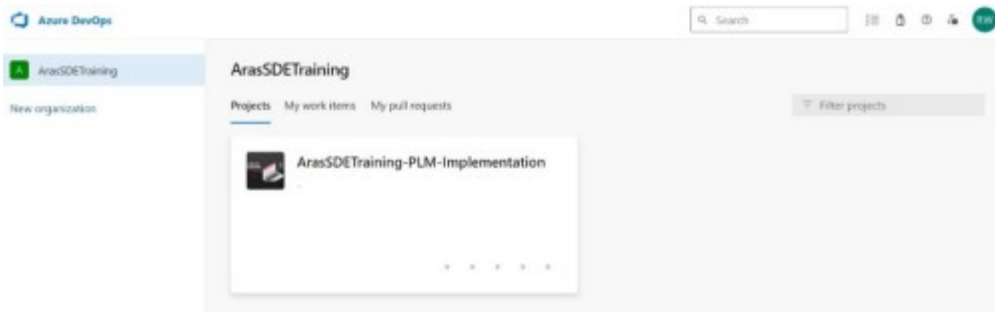 Azure DevOps
Search
RW
A ArasSDETraining
New organization
ArasSDETraining
Projects My work items My pull requests
Filter projects
ArasSDETraining-PLM-Implementation